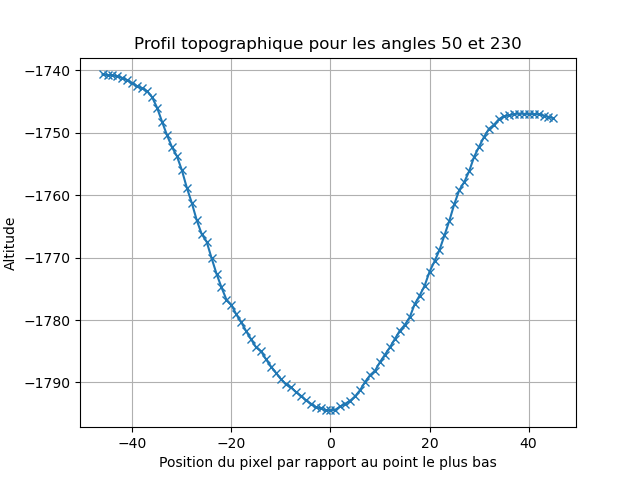 Profil topographique pour les angles 50 et 230
Altitude
−1740
−1750
−1760
−1770
−1780
−1790
−40 −20 0 20 40
Position du pixel par rapport au point le plus bas